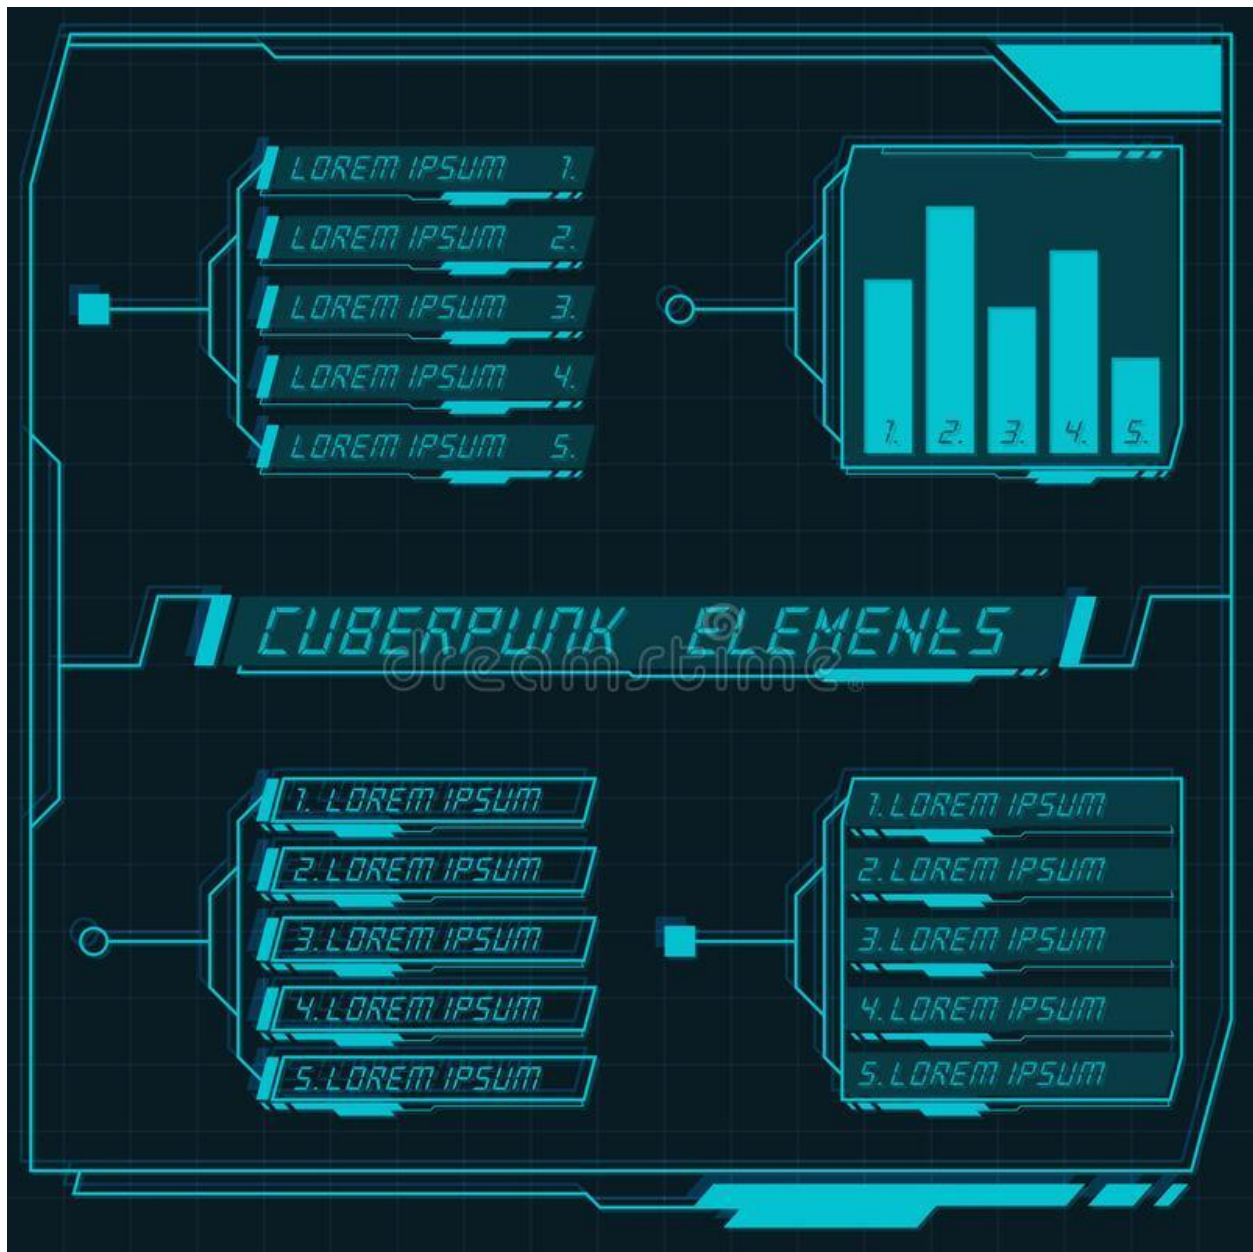 LOREM IPSUM 1.
LOREM IPSUM 2.
LOREM IPSUM 3.
LOREM IPSUM 4.
LOREM IPSUM 5.
1. 2. 3. 4. 5.
CYBERPUNK ELEMENTS
dreamstime®
1. LOREM IPSUM
2. LOREM IPSUM
3. LOREM IPSUM
4. LOREM IPSUM
5. LOREM IPSUM
1. LOREM IPSUM
2. LOREM IPSUM
3. LOREM IPSUM
4. LOREM IPSUM
5. LOREM IPSUM